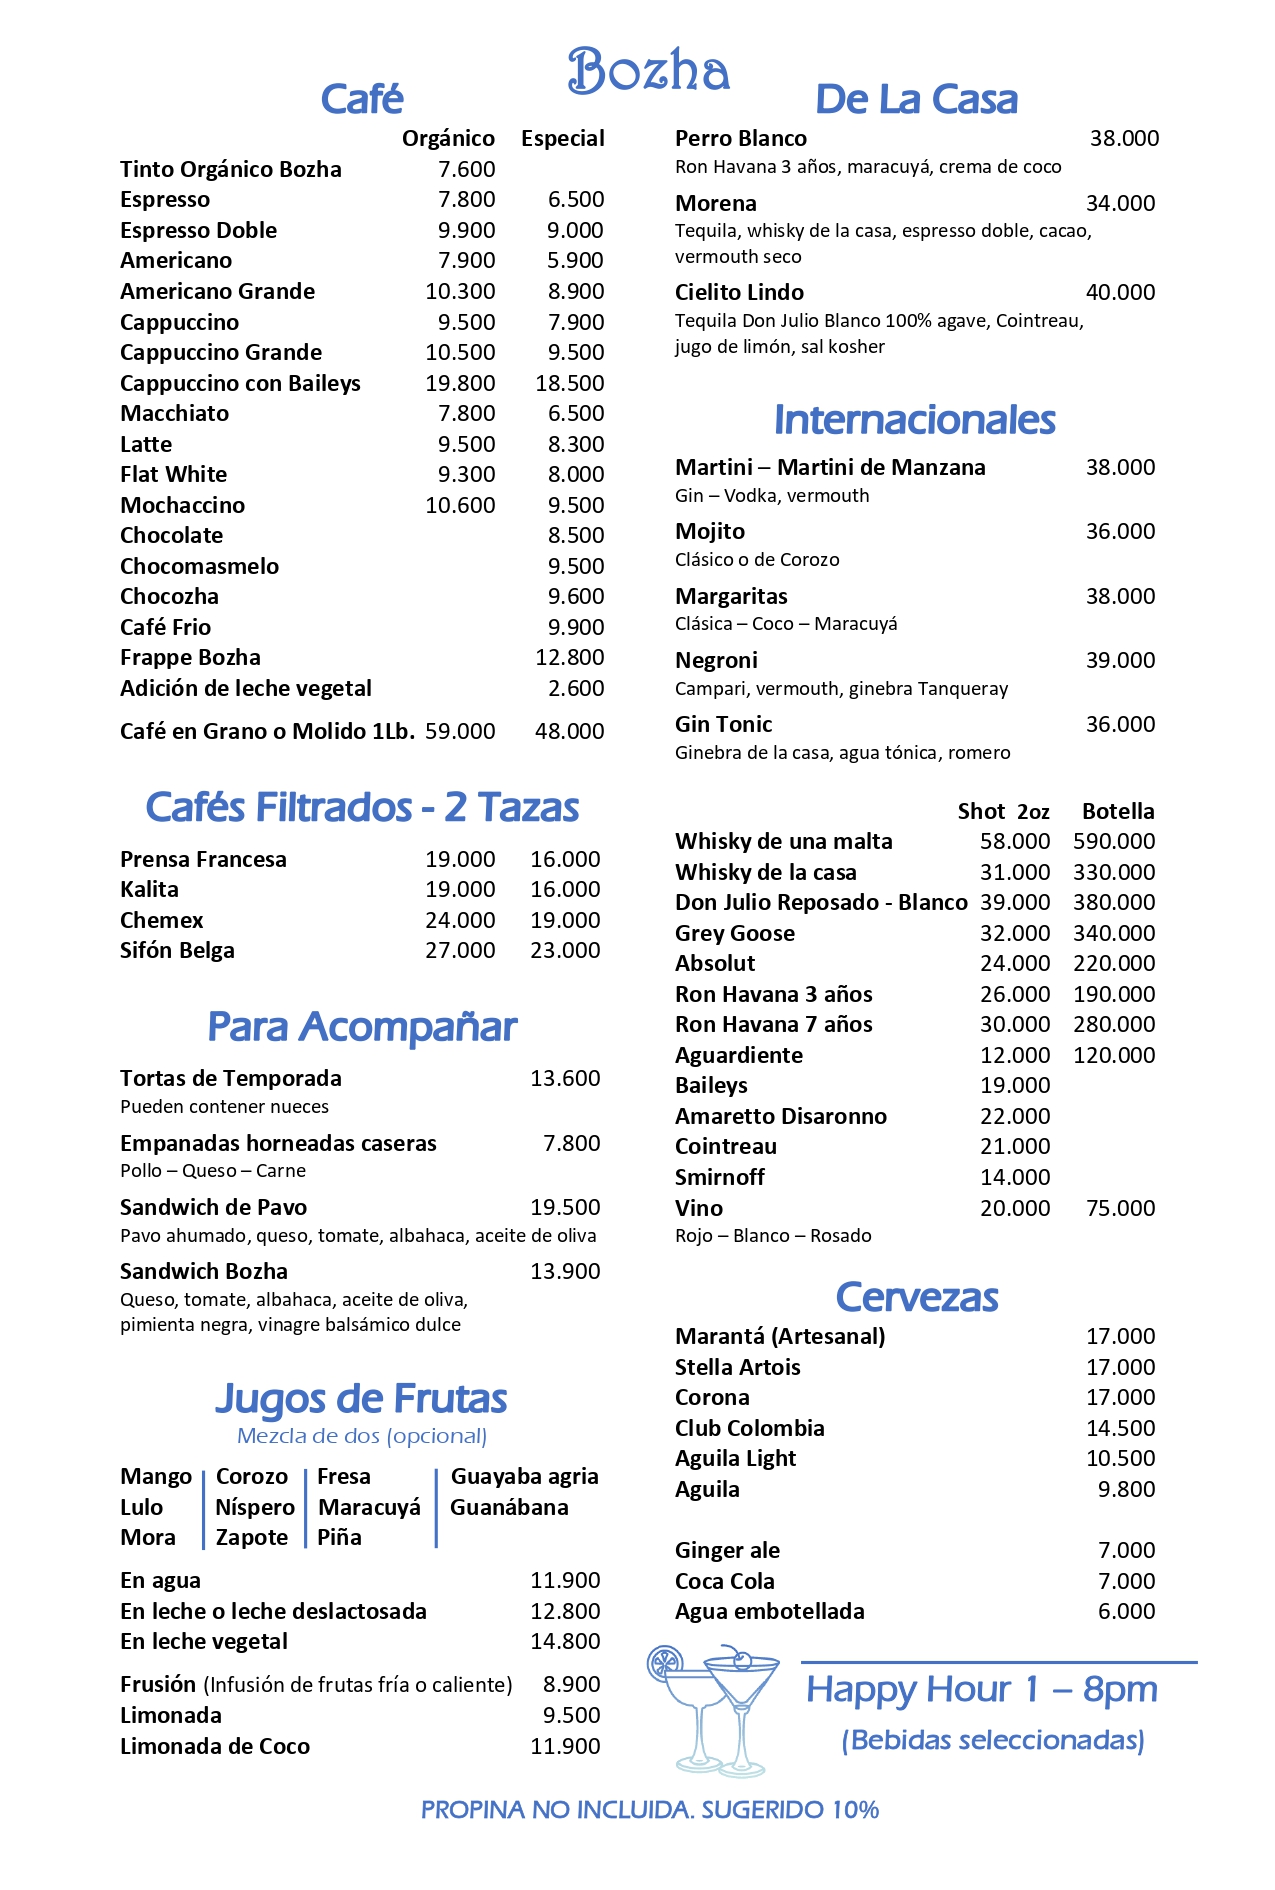 Bozha
Café
Orgánico Especial
Tinto Orgánico Bozha 7.600
Espresso 7.800 6.500
Espresso Doble 9.900 9.000
Americano 7.900 5.900
Americano Grande 10.300 8.900
Cappuccino 9.500 7.900
Cappuccino Grande 10.500 9.500
Cappuccino con Baileys 19.800 18.500
Macchiato 7.800 6.500
Latte 9.500 8.300
Flat White 9.300 8.000
Mochaccino 10.600 9.500
Chocolate 8.500
Chocomasmelo 9.500
Chocozha 9.600
Café Frio 9.900
Frappe Bozha 12.800
Adición de leche vegetal 2.600
Café en Grano o Molido 1Lb. 59.000 48.000
Cafés Filtrados - 2 Tazas
Prensa Francesa 19.000 16.000
Kalita 19.000 16.000
Chemex 24.000 19.000
Sifón Belga 27.000 23.000
Para Acompañar
Tortas de Temporada 13.600
Pueden contener nueces
Empanadas horneadas caseras 7.800
Pollo – Queso – Carne
Sandwich de Pavo 19.500
Pavo ahumado, queso, tomate, albahaca, aceite de oliva
Sandwich Bozha 13.900
Queso, tomate, albahaca, aceite de oliva,
pimienta negra, vinagre balsámico dulce
Jugos de Frutas
Mezcla de dos (opcional)
Mango Corozo Fresa Guayaba agria
Lulo Níspero Maracuyá Guanábana
Mora Zapote Piña
En agua 11.900
En leche o leche deslactosada 12.800
En leche vegetal 14.800
Frusión (Infusión de frutas fría o caliente) 8.900
Limonada 9.500
Limonada de Coco 11.900
De La Casa
Perro Blanco 38.000
Ron Havana 3 años, maracuyá, crema de coco
Morena 34.000
Tequila, whisky de la casa, espresso doble, cacao,
vermouth seco
Cielito Lindo 40.000
Tequila Don Julio Blanco 100% agave, Cointreau,
jugo de limón, sal kosher
Internacionales
Martini – Martini de Manzana 38.000
Gin – Vodka, vermouth
Mojito 36.000
Clásico o de Corozo
Margaritas 38.000
Clásica – Coco – Maracuyá
Negroni 39.000
Campari, vermouth, ginebra Tanqueray
Gin Tonic 36.000
Ginebra de la casa, agua tónica, romero
Shot 2oz Botella
Whisky de una malta 58.000 590.000
Whisky de la casa 31.000 330.000
Don Julio Reposado - Blanco 39.000 380.000
Grey Goose 32.000 340.000
Absolut 24.000 220.000
Ron Havana 3 años 26.000 190.000
Ron Havana 7 años 30.000 280.000
Aguardiente 12.000 120.000
Baileys 19.000
Amaretto Disaronno 22.000
Cointreau 21.000
Smirnoff 14.000
Vino 20.000 75.000
Rojo – Blanco – Rosado
Cervezas
Marantá (Artesanal) 17.000
Stella Artois 17.000
Corona 17.000
Club Colombia 14.500
Aguila Light 10.500
Aguila 9.800
Ginger ale 7.000
Coca Cola 7.000
Agua embotellada 6.000
Happy Hour 1 – 8pm
(Bebidas seleccionadas)
PROPINA NO INCLUIDA. SUGERIDO 10%